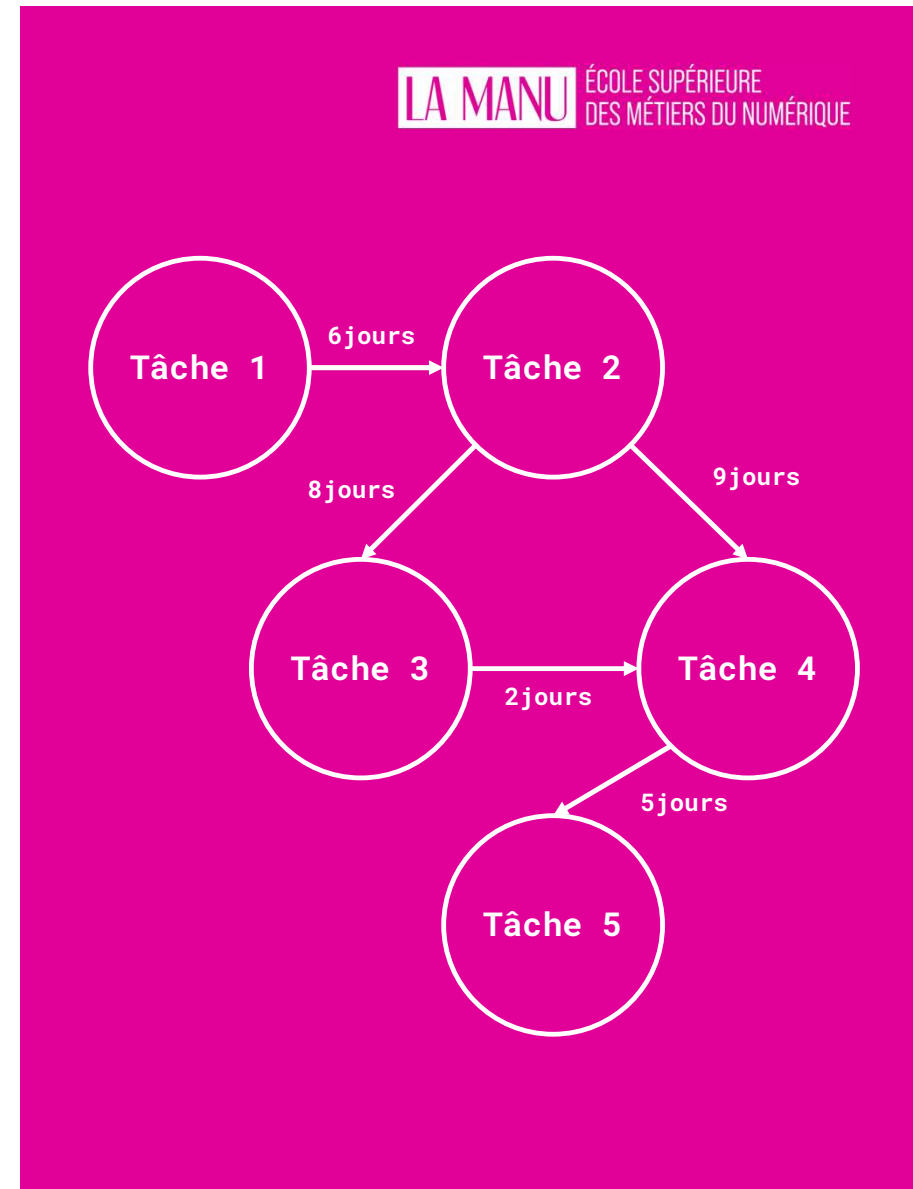 LA MANU
ÉCOLE SUPÉRIEURE
DES MÉTIERS DU NUMÉRIQUE
6jours
Tâche 1
Tâche 2
8jours
9jours
Tâche 3
Tâche 4
2jours
5jours
Tâche 5